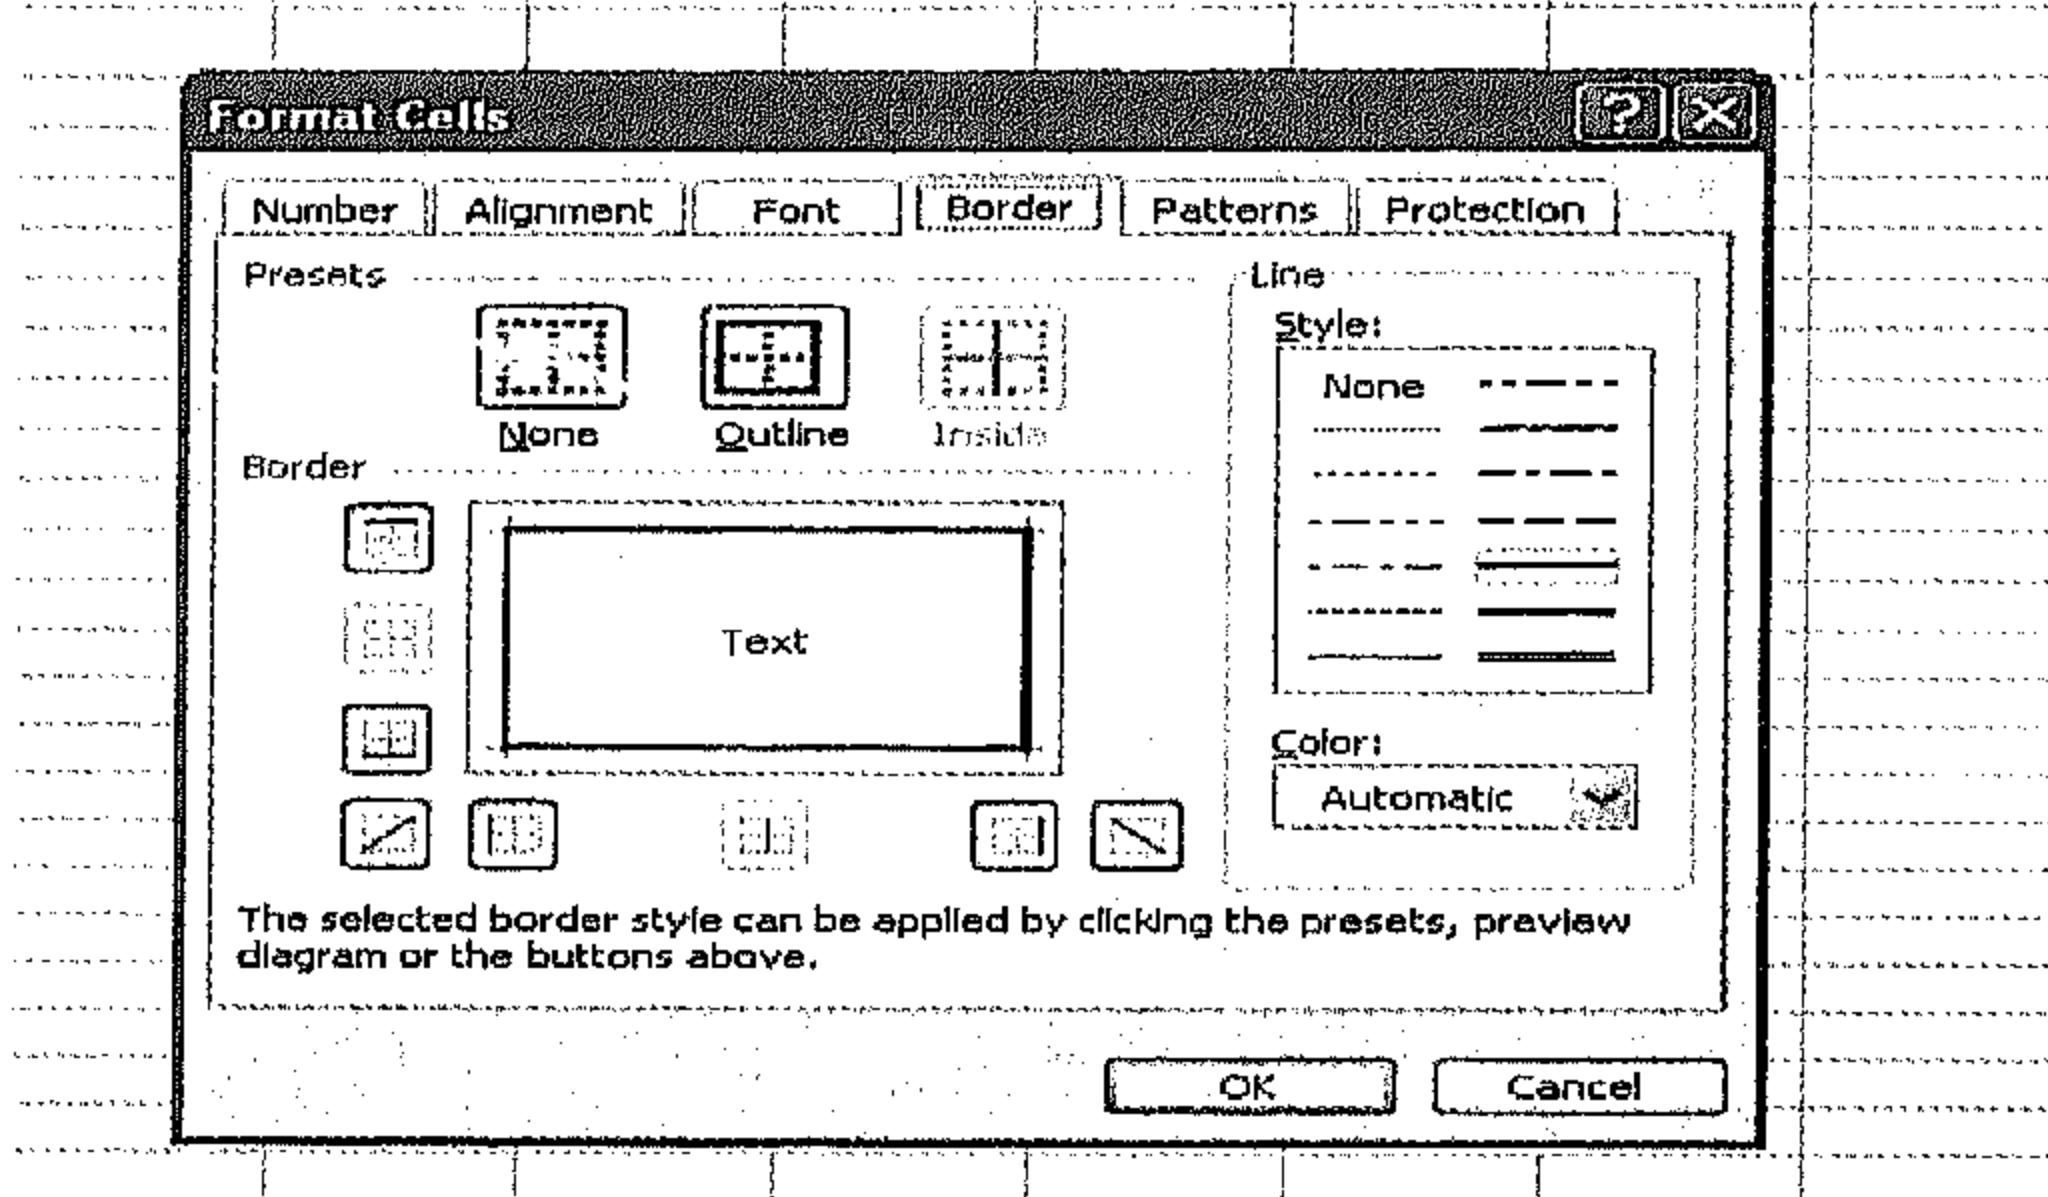 Format Cells
Number Alignment Font Border Patterns Protection
Presets
None Outline Inside
Border
Text
Line
Style:
None
Color:
Automatic
The selected border style can be applied by clicking the presets, preview
diagram or the buttons above.
OK Cancel